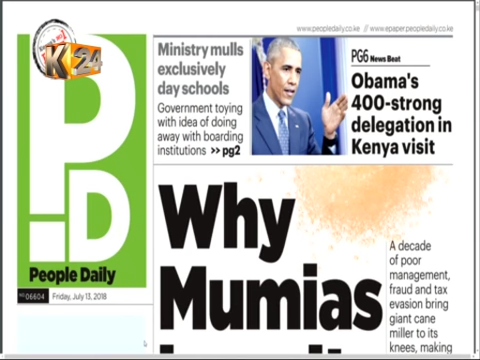 www.peopledaily.co.ke // www.epaper.peopledaily.co.ke
K24
PD
People Daily
NO. 06604 Friday, July 13, 2018
Ministry mulls
exclusively
day schools
Government toying
with idea of doing
away with boarding
institutions >> pg2
PG6 News Beat
Obama's
400-strong
delegation in
Kenya visit
Why
Mumias
A decade
of poor
management,
fraud and tax
evasion bring
giant cane
miller to its
knees, making